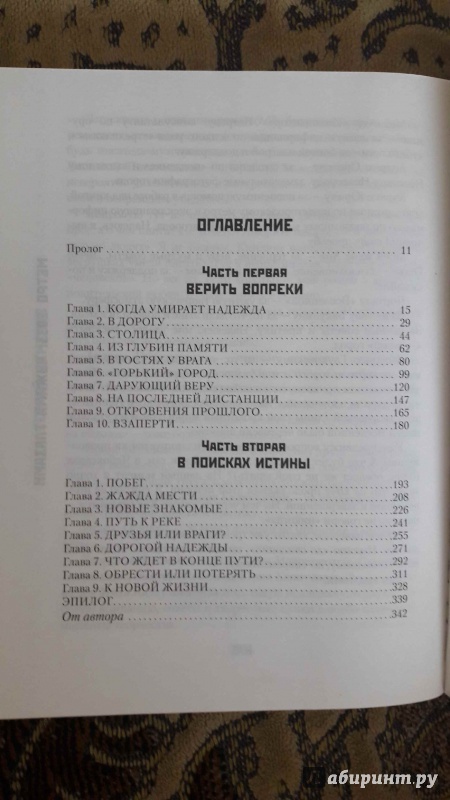 ОГЛАВЛЕНИЕ
Пролог . . . . . . . . . . . . . . . . . . . . 11
Часть первая
ВЕРИТЬ ВОПРЕКИ
Глава 1. КОГДА УМИРАЕТ НАДЕЖДА . . . . . 15
Глава 2. В ДОРОГУ . . . . . 29
Глава 3. СТОЛИЦА . . . . . 44
Глава 4. ИЗ ГЛУБИН ПАМЯТИ . . . . . 62
Глава 5. В ГОСТЯХ У ВРАГА . . . . . 80
Глава 6. «ГОРЬКИЙ» ГОРОД . . . . . 99
Глава 7. ДАРУЮЩИЙ ВЕРУ . . . . . 120
Глава 8. НА ПОСЛЕДНЕЙ ДИСТАНЦИИ . . . . . 147
Глава 9. ОТКРОВЕНИЯ ПРОШЛОГО . . . . . 165
Глава 10. ВЗАПЕРТИ . . . . . 180
Часть вторая
В ПОИСКАХ ИСТИНЫ
Глава 1. ПОБЕГ . . . . . 193
Глава 2. ЖАЖДА МЕСТИ . . . . . 208
Глава 3. НОВЫЕ ЗНАКОМЫЕ . . . . . 226
Глава 4. ПУТЬ К РЕКЕ . . . . . 241
Глава 5. ДРУЗЬЯ ИЛИ ВРАГИ? . . . . . 255
Глава 6. ДОРОГОЙ НАДЕЖДЫ . . . . . 271
Глава 7. ЧТО ЖДЕТ В КОНЦЕ ПУТИ? . . . . . 292
Глава 8. ОБРЕСТИ ИЛИ ПОТЕРЯТЬ . . . . . 311
Глава 9. К НОВОЙ ЖИЗНИ . . . . . 328
ЭПИЛОГ . . . . . 339
От автора . . . . . 342
Лабиринт.ру